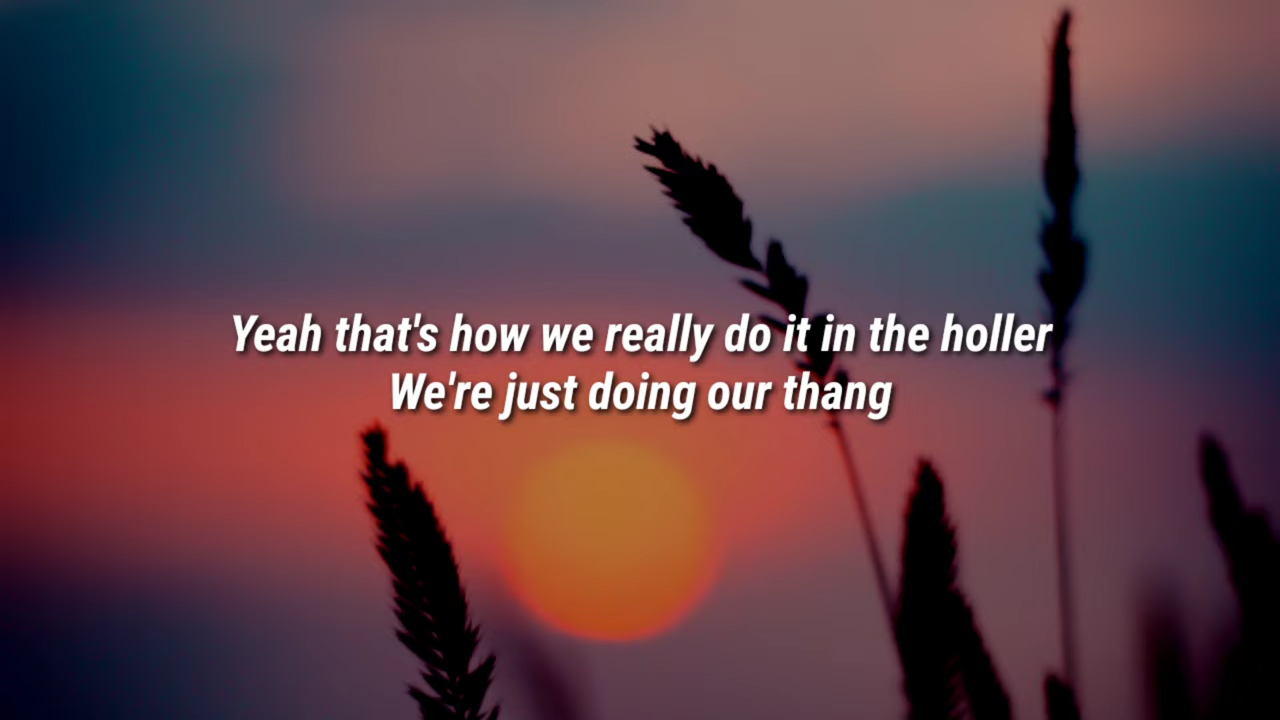 Yeah that's how we really do it in the holler
We're just doing our thang